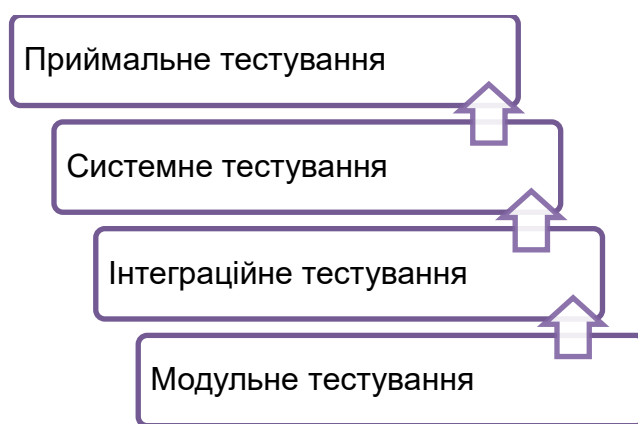 Приймальне тестування
Системне тестування
Інтеграційне тестування
Модульне тестування